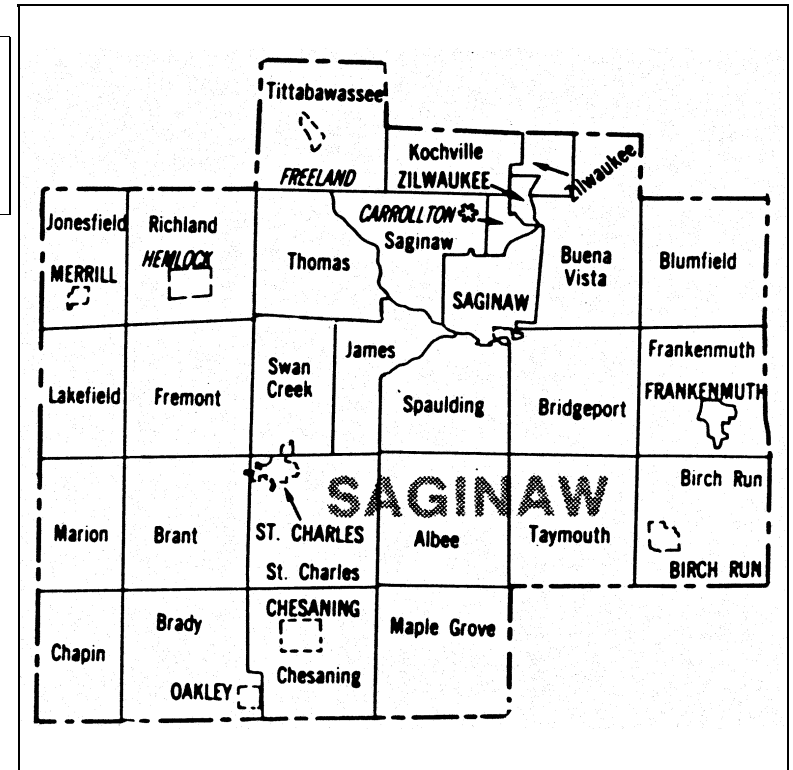 Tittabawassee
FREELAND
Kochville
ZILWAUKEE
Zilwaukee
Jonesfield
MERRILL
Richland
HEMLOCK
Thomas
CARROLLTON
Saginaw
SAGINAW
Buena
Vista
Blumfield
Lakefield
Fremont
Swan
Creek
James
Spaulding
Bridgeport
Frankenmuth
FRANKENMUTH
SAGINAW
Marion
Brant
ST. CHARLES
St. Charles
Albee
Taymouth
Birch Run
BIRCH RUN
Chapin
Brady
OAKLEY
CHESANING
Chesaning
Maple Grove